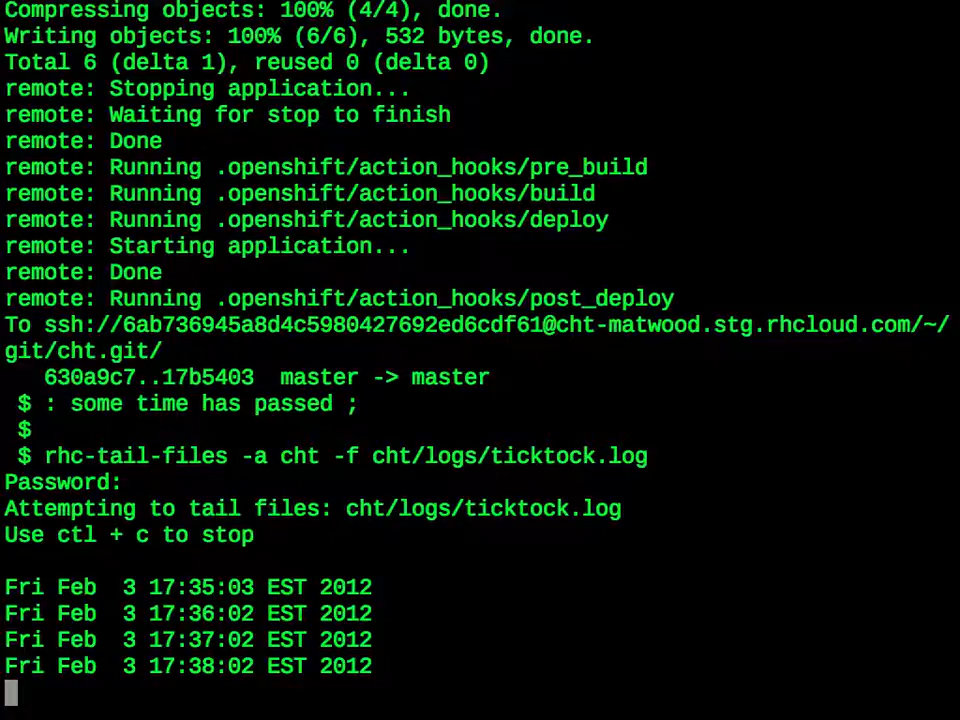 Compressing objects: 100% (4/4), done.
Writing objects: 100% (6/6), 532 bytes, done.
Total 6 (delta 1), reused 0 (delta 0)
remote: Stopping application...
remote: Waiting for stop to finish
remote: Done
remote: Running .openshift/action_hooks/pre_build
remote: Running .openshift/action_hooks/build
remote: Running .openshift/action_hooks/deploy
remote: Starting application...
remote: Done
remote: Running .openshift/action_hooks/post_deploy
To ssh://6ab736945a8d4c5980427692ed6cdf61@cht-matwood.stg.rhcloud.com/~/
git/cht.git/
   630a9c7..17b5403  master -> master
 $ : some time has passed ;
 $
 $ rhc-tail-files -a cht -f cht/logs/ticktock.log
Password:
Attempting to tail files: cht/logs/ticktock.log
Use ctl + c to stop

Fri Feb  3 17:35:03 EST 2012
Fri Feb  3 17:36:02 EST 2012
Fri Feb  3 17:37:02 EST 2012
Fri Feb  3 17:38:02 EST 2012